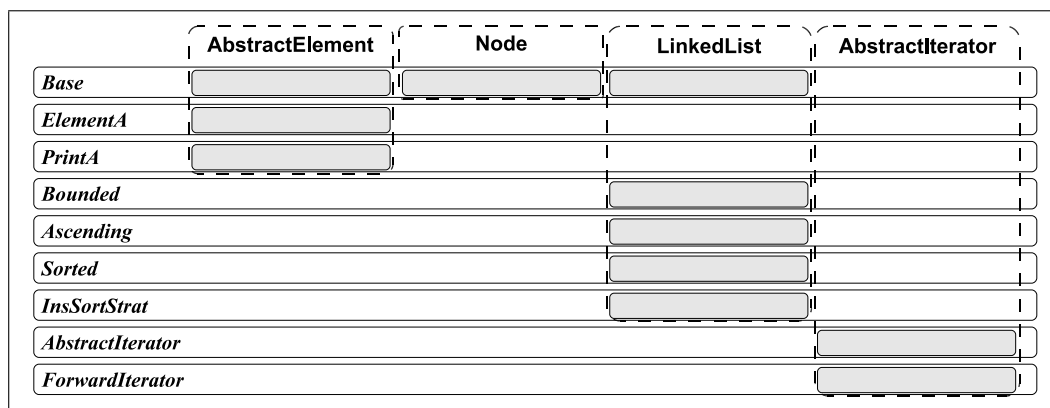 AbstractElement Node LinkedList AbstractIterator
Base
ElementA
PrintA
Bounded
Ascending
Sorted
InsSortStrat
AbstractIterator
ForwardIterator